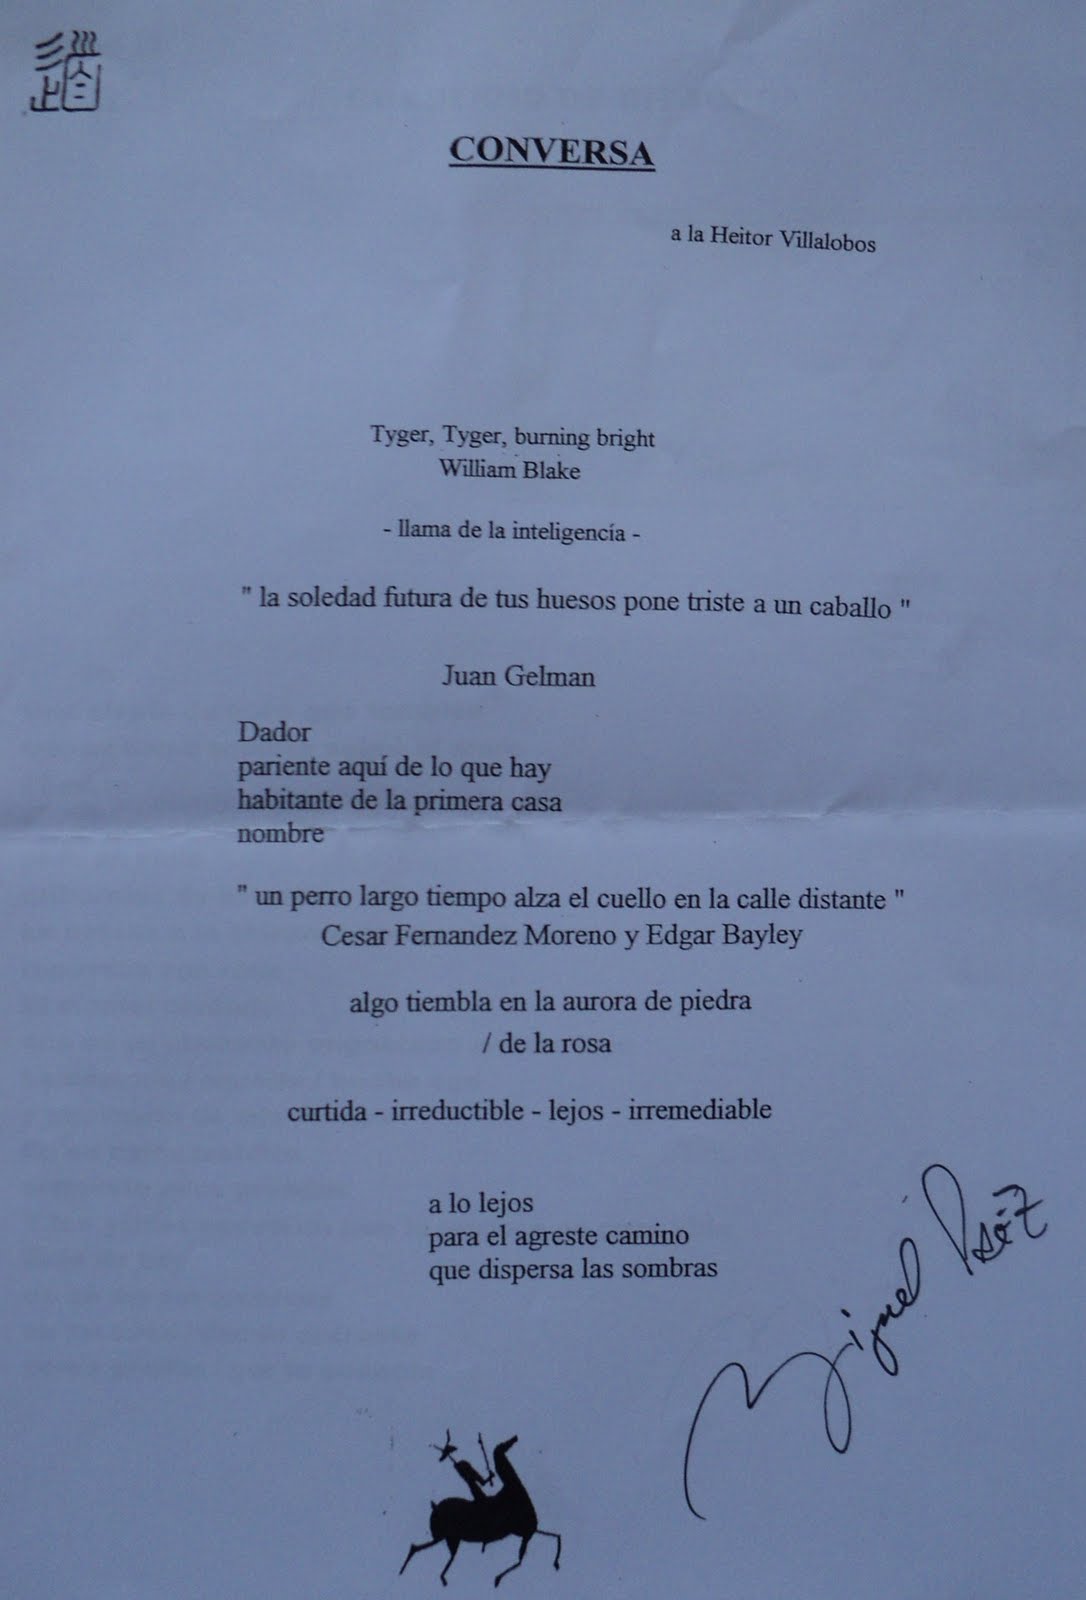 CONVERSA
a la Heitor Villalobos
Tyger, Tyger, burning bright
William Blake
- llama de la inteligencía -
" la soledad futura de tus huesos pone triste a un caballo "
Juan Gelman
Dador
pariente aquí de lo que hay
habitante de la primera casa
nombre
" un perro largo tiempo alza el cuello en la calle distante "
Cesar Fernandez Moreno y Edgar Bayley
algo tiembla en la aurora de piedra
/ de la rosa
curtida - irreductible - lejos - irremediable
a lo lejos
para el agreste camino
que dispersa las sombras
Miguel